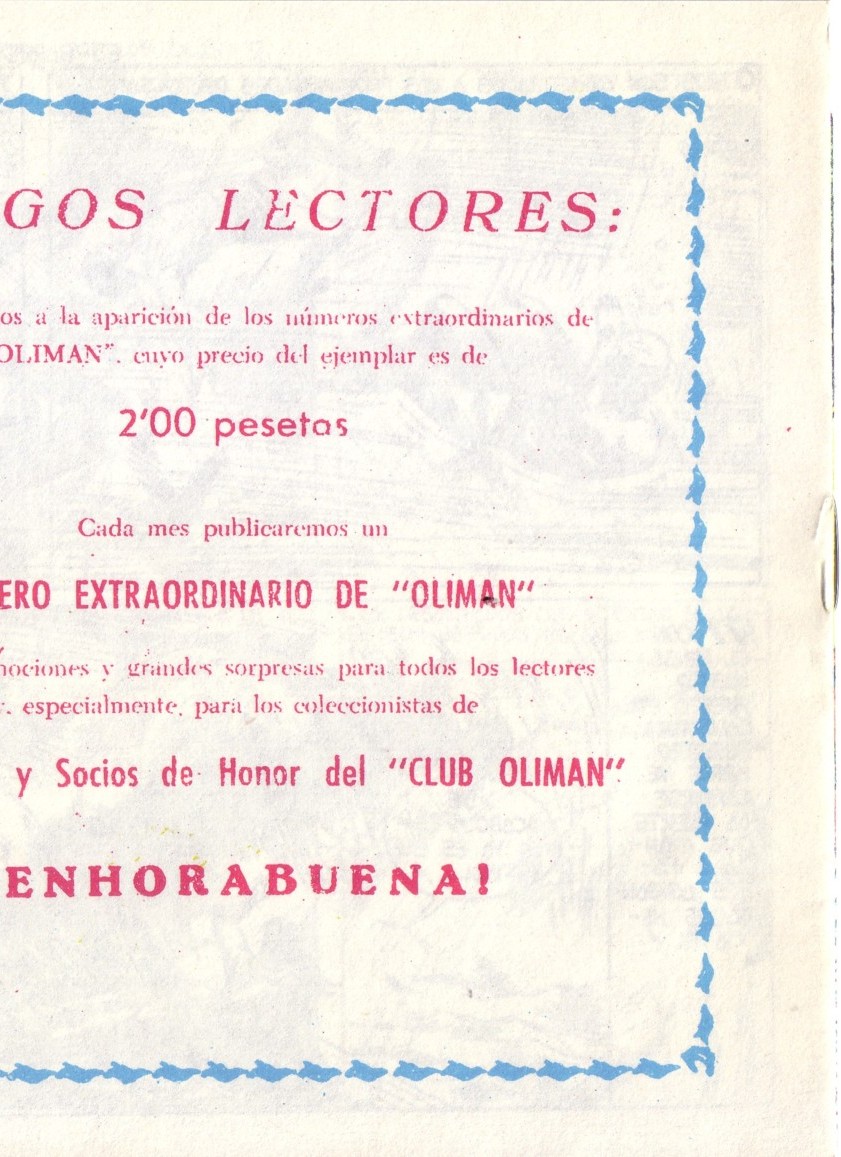 GOS LECTORES:
os a la aparición de los números extraordinarios de
OLIMAN". cuyo precio del ejemplar es de
2'00 pesetas
Cada mes publicaremos un
ERO EXTRAORDINARIO DE "OLIMAN"
mociones y grandes sorpresas para todos los lectores
y. especialmente, para los coleccionistas de
y Socios de Honor del "CLUB OLIMAN"
ENHORABUENA!